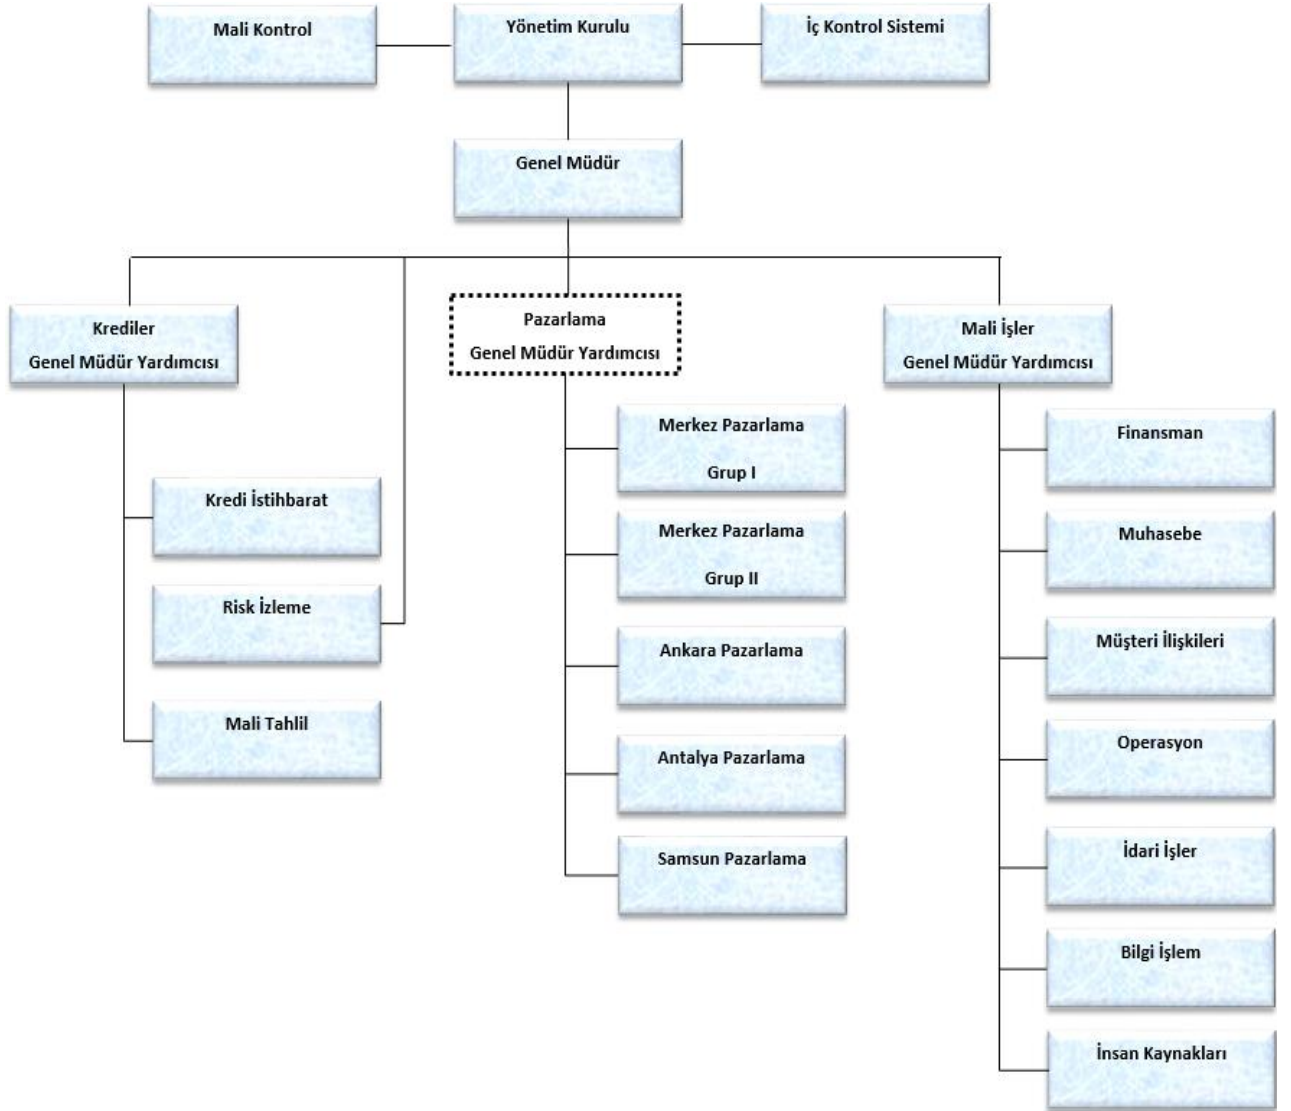 Mali Kontrol
Yönetim Kurulu
İç Kontrol Sistemi
Genel Müdür
Krediler
Genel Müdür Yardımcısı
Pazarlama
Genel Müdür Yardımcısı
Mali İşler
Genel Müdür Yardımcısı
Kredi İstihbarat
Risk İzleme
Mali Tahlil
Merkez Pazarlama
Grup I
Merkez Pazarlama
Grup II
Ankara Pazarlama
Antalya Pazarlama
Samsun Pazarlama
Finansman
Muhasebe
Müşteri İlişkileri
Operasyon
İdari İşler
Bilgi İşlem
İnsan Kaynakları